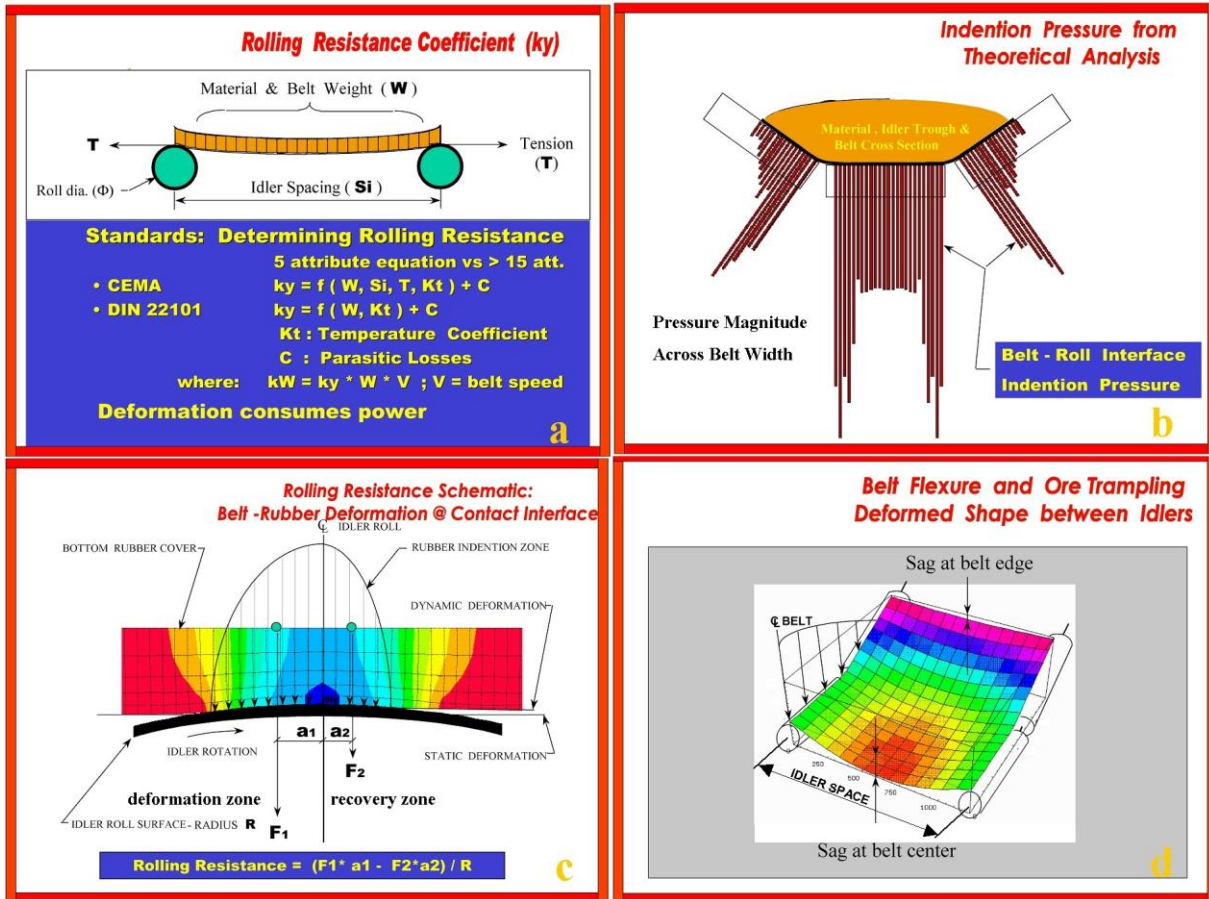 Rolling Resistance Coefficient (ky)
Material & Belt Weight ( W )
T
Tension
(T)
Roll dia. (Φ)
Idler Spacing ( Si )
Standards: Determining Rolling Resistance
5 attribute equation vs > 15 att.
• CEMA ky = f ( W, Si, T, Kt ) + C
• DIN 22101 ky = f ( W, Kt ) + C
Kt : Temperature Coefficient
C : Parasitic Losses
where: kW = ky * W * V ; V = belt speed
Deformation consumes power
a
Indention Pressure from
Theoretical Analysis
Material , Idler Trough &
Belt Cross Section
Pressure Magnitude
Across Belt Width
Belt - Roll Interface
Indention Pressure
b
Rolling Resistance Schematic:
Belt -Rubber Deformation @ Contact Interface
℄ IDLER ROLL
BOTTOM RUBBER COVER
RUBBER INDENTION ZONE
DYNAMIC DEFORMATION
IDLER ROTATION
a1 a2
STATIC DEFORMATION
F2
deformation zone recovery zone
IDLER ROLL SURFACE - RADIUS R
F1
Rolling Resistance = (F1* a1 - F2*a2) / R
c
Belt Flexure and Ore Trampling
Deformed Shape between Idlers
Sag at belt edge
℄ BELT
250
500
750
1000
IDLER SPACE
Sag at belt center
d